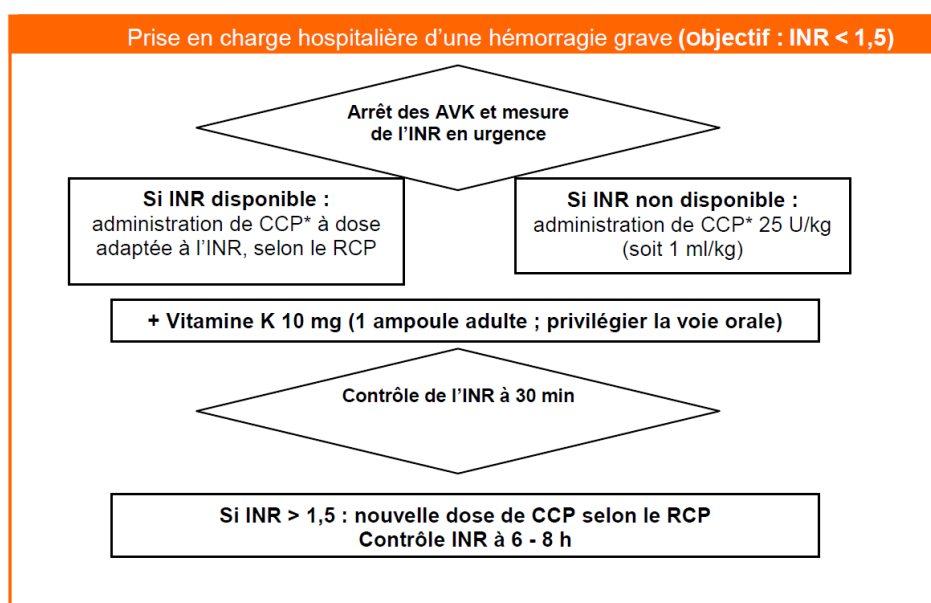 Prise en charge hospitalière d'une hémorragie grave (objectif : INR < 1,5)
Arrêt des AVK et mesure
de l'INR en urgence
Si INR disponible :
administration de CCP* à dose
adaptée à l'INR, selon le RCP
Si INR non disponible :
administration de CCP* 25 U/kg
(soit 1 ml/kg)
+ Vitamine K 10 mg (1 ampoule adulte ; privilégier la voie orale)
Contrôle de l'INR à 30 min
Si INR > 1,5 : nouvelle dose de CCP selon le RCP
Contrôle INR à 6 - 8 h